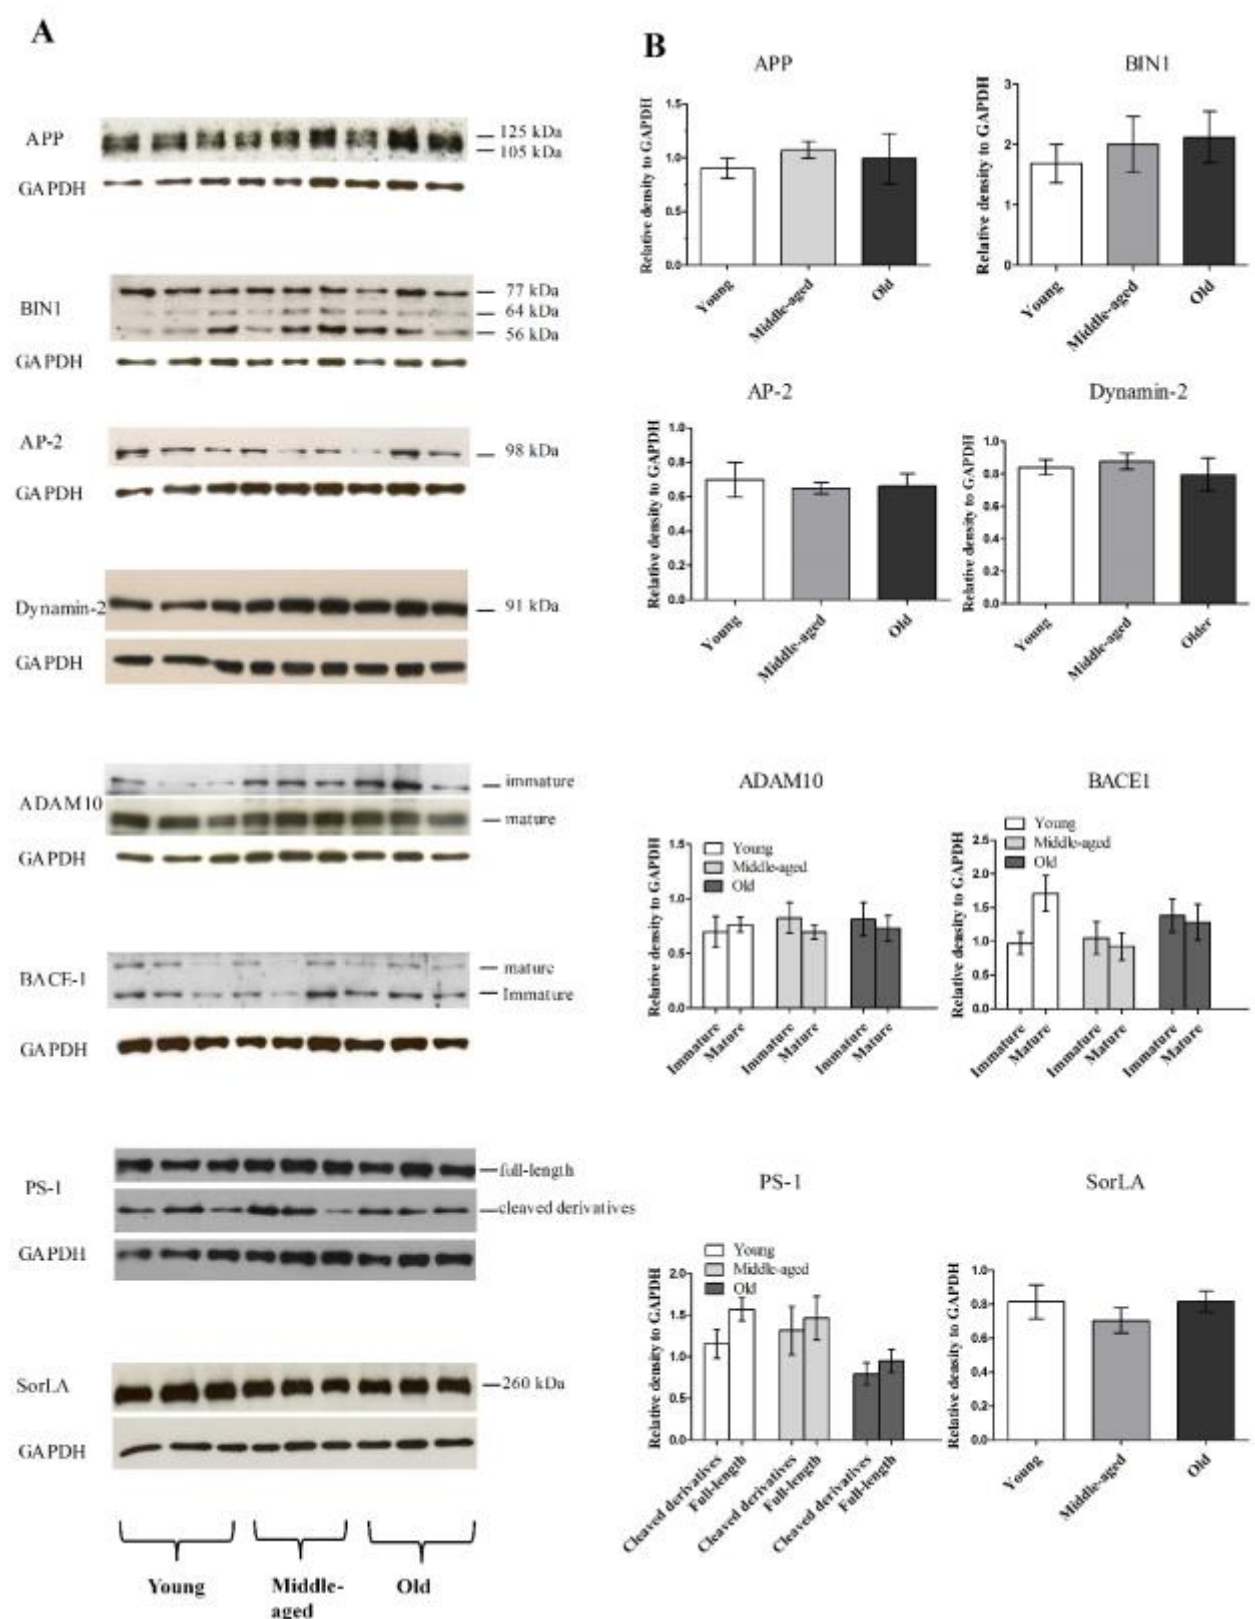 A
APP
125 kDa
105 kDa
GAPDH
BIN1
77 kDa
64 kDa
56 kDa
GAPDH
AP-2
98 kDa
GAPDH
Dynamin-2
91 kDa
GAPDH
ADAM10
immature
mature
GAPDH
BACE-1
mature
Immature
GAPDH
PS-1
full-length
cleaved derivatives
GAPDH
SorLA
260 kDa
GAPDH
Young
Middle-
aged
Old
B
APP
Relative density to GAPDH
1.5
1.0
0.5
0.0
Young
Middle-aged
Old
BIN1
Relative density to GAPDH
3
2
1
0
Young
Middle-aged
Old
AP-2
Relative density to GAPDH
1.0
0.8
0.6
0.4
0.2
0.0
Young
Middle-aged
Old
Dynamin-2
Relative density to GAPDH
1.0
0.8
0.6
0.4
0.2
0.0
Young
Middle-aged
Older
ADAM10
Relative density to GAPDH
1.5
1.0
0.5
0.0
Young
Middle-aged
Old
Immature
Mature
Immature
Mature
Immature
Mature
BACE1
Relative density to GAPDH
2.5
2.0
1.5
1.0
0.5
0.0
Young
Middle-aged
Old
Immature
Mature
Immature
Mature
Immature
Mature
PS-1
Relative density to GAPDH
2.0
1.5
1.0
0.5
0.0
Young
Middle-aged
Old
Cleaved derivatives
Full-length
Cleaved derivatives
Full-length
Cleaved derivatives
Full-length
SorLA
Relative density to GAPDH
1.0
0.8
0.6
0.4
0.2
0.0
Young
Middle-aged
Old